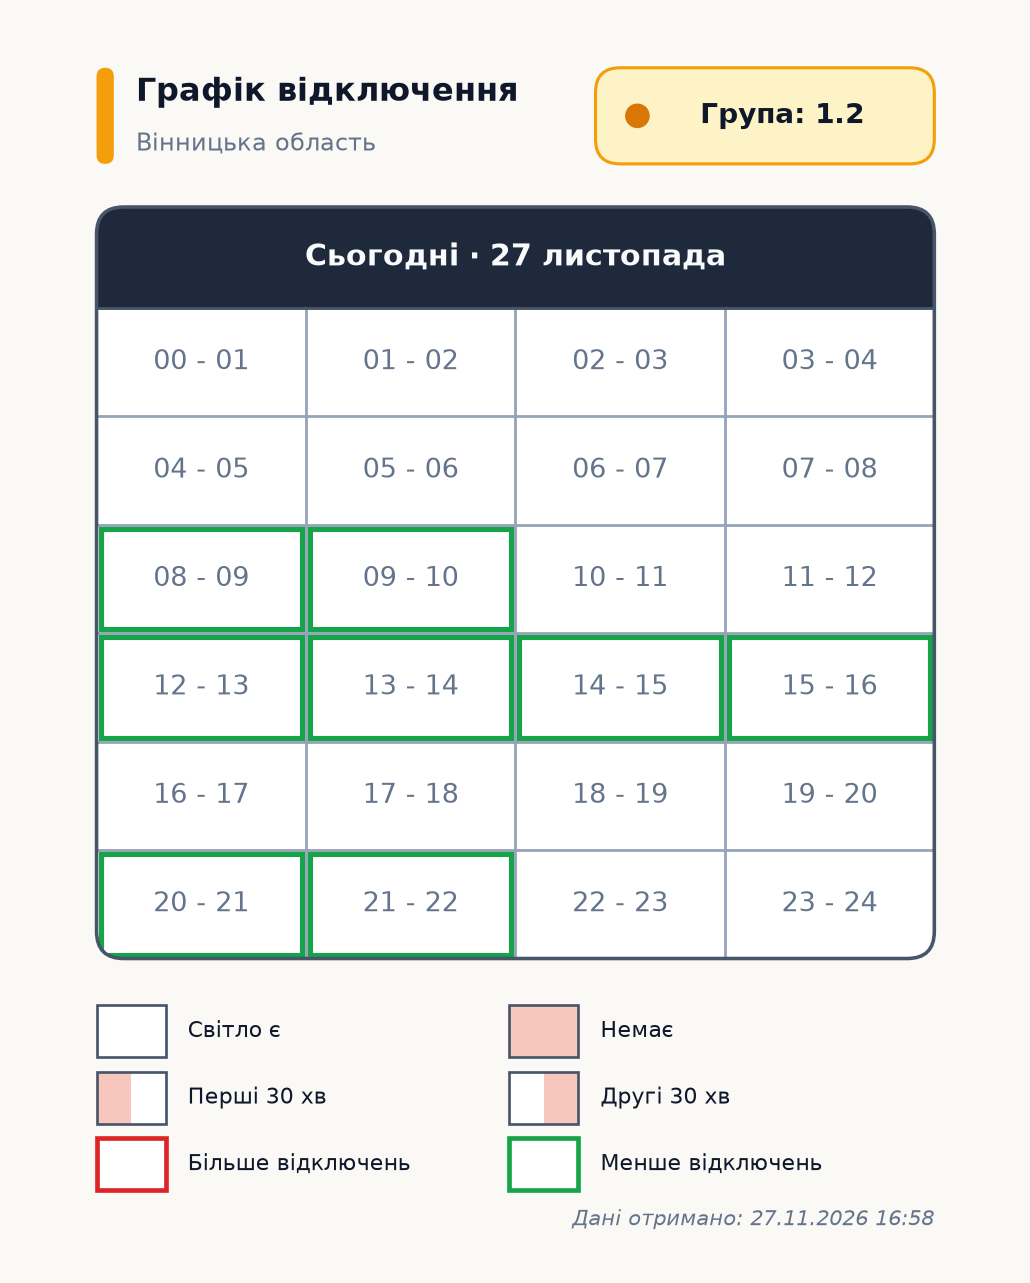 Графік відключення
Вінницька область
Група: 1.2
Сьогодні · 27 листопада
00 - 01 01 - 02 02 - 03 03 - 04
04 - 05 05 - 06 06 - 07 07 - 08
08 - 09 09 - 10 10 - 11 11 - 12
12 - 13 13 - 14 14 - 15 15 - 16
16 - 17 17 - 18 18 - 19 19 - 20
20 - 21 21 - 22 22 - 23 23 - 24
Світло є Немає
Перші 30 хв Другі 30 хв
Більше відключень Менше відключень
Дані отримано: 27.11.2026 16:58